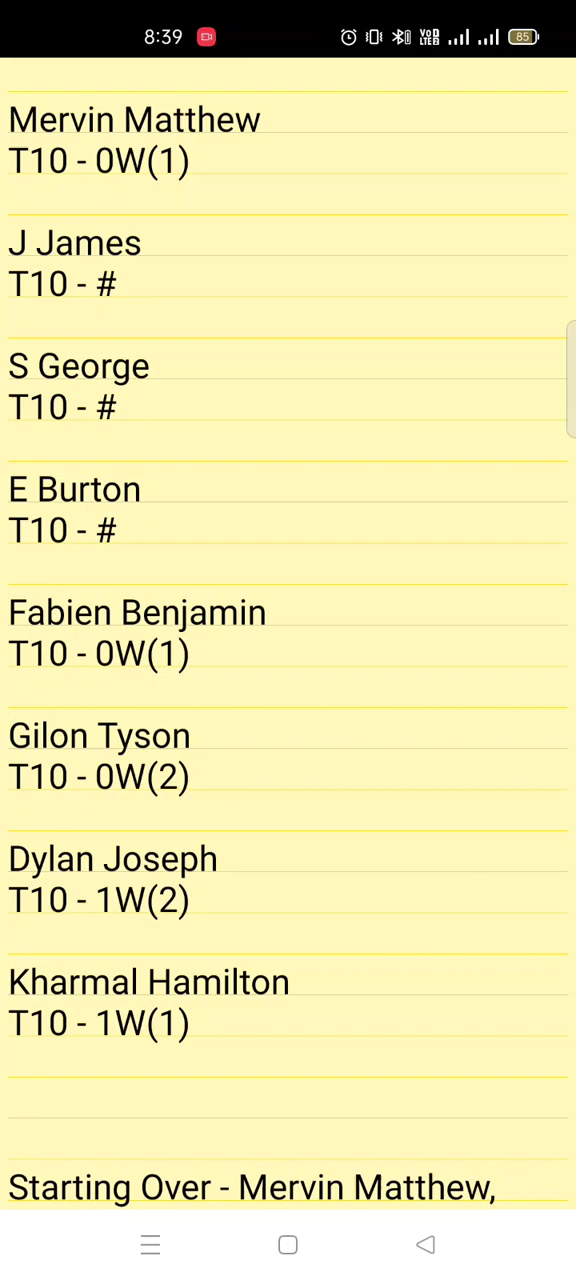 8:39
VoD LTE2 85
Mervin Matthew
T10 - 0W(1)
J James
T10 - #
S George
T10 - #
E Burton
T10 - #
Fabien Benjamin
T10 - 0W(1)
Gilon Tyson
T10 - 0W(2)
Dylan Joseph
T10 - 1W(2)
Kharmal Hamilton
T10 - 1W(1)
Starting Over - Mervin Matthew,